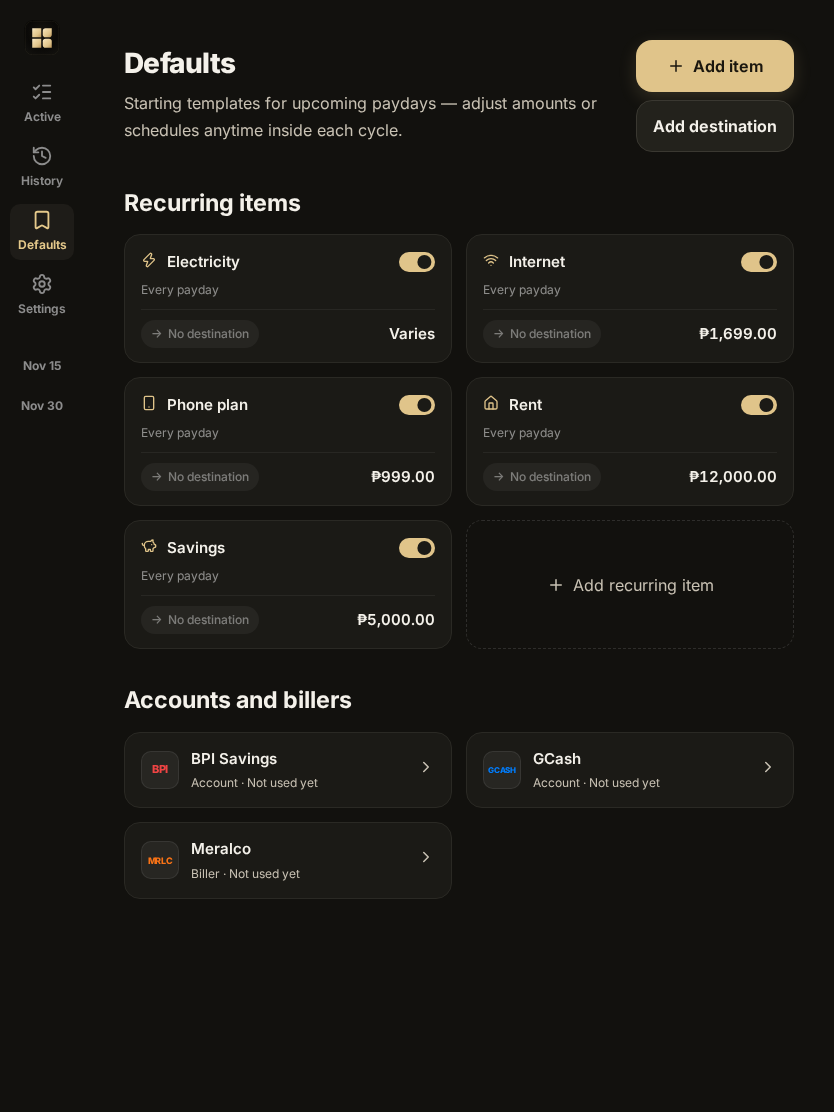 Active
History
Defaults
Settings
Nov 15
Nov 30
Defaults
Starting templates for upcoming paydays — adjust amounts or
schedules anytime inside each cycle.
Add item
Add destination
Recurring items
Electricity
Every payday
No destination
Varies
Internet
Every payday
No destination
₱1,699.00
Phone plan
Every payday
No destination
₱999.00
Rent
Every payday
No destination
₱12,000.00
Savings
Every payday
No destination
₱5,000.00
Add recurring item
Accounts and billers
BPI
BPI Savings
Account · Not used yet
GCASH
GCash
Account · Not used yet
MRLC
Meralco
Biller · Not used yet